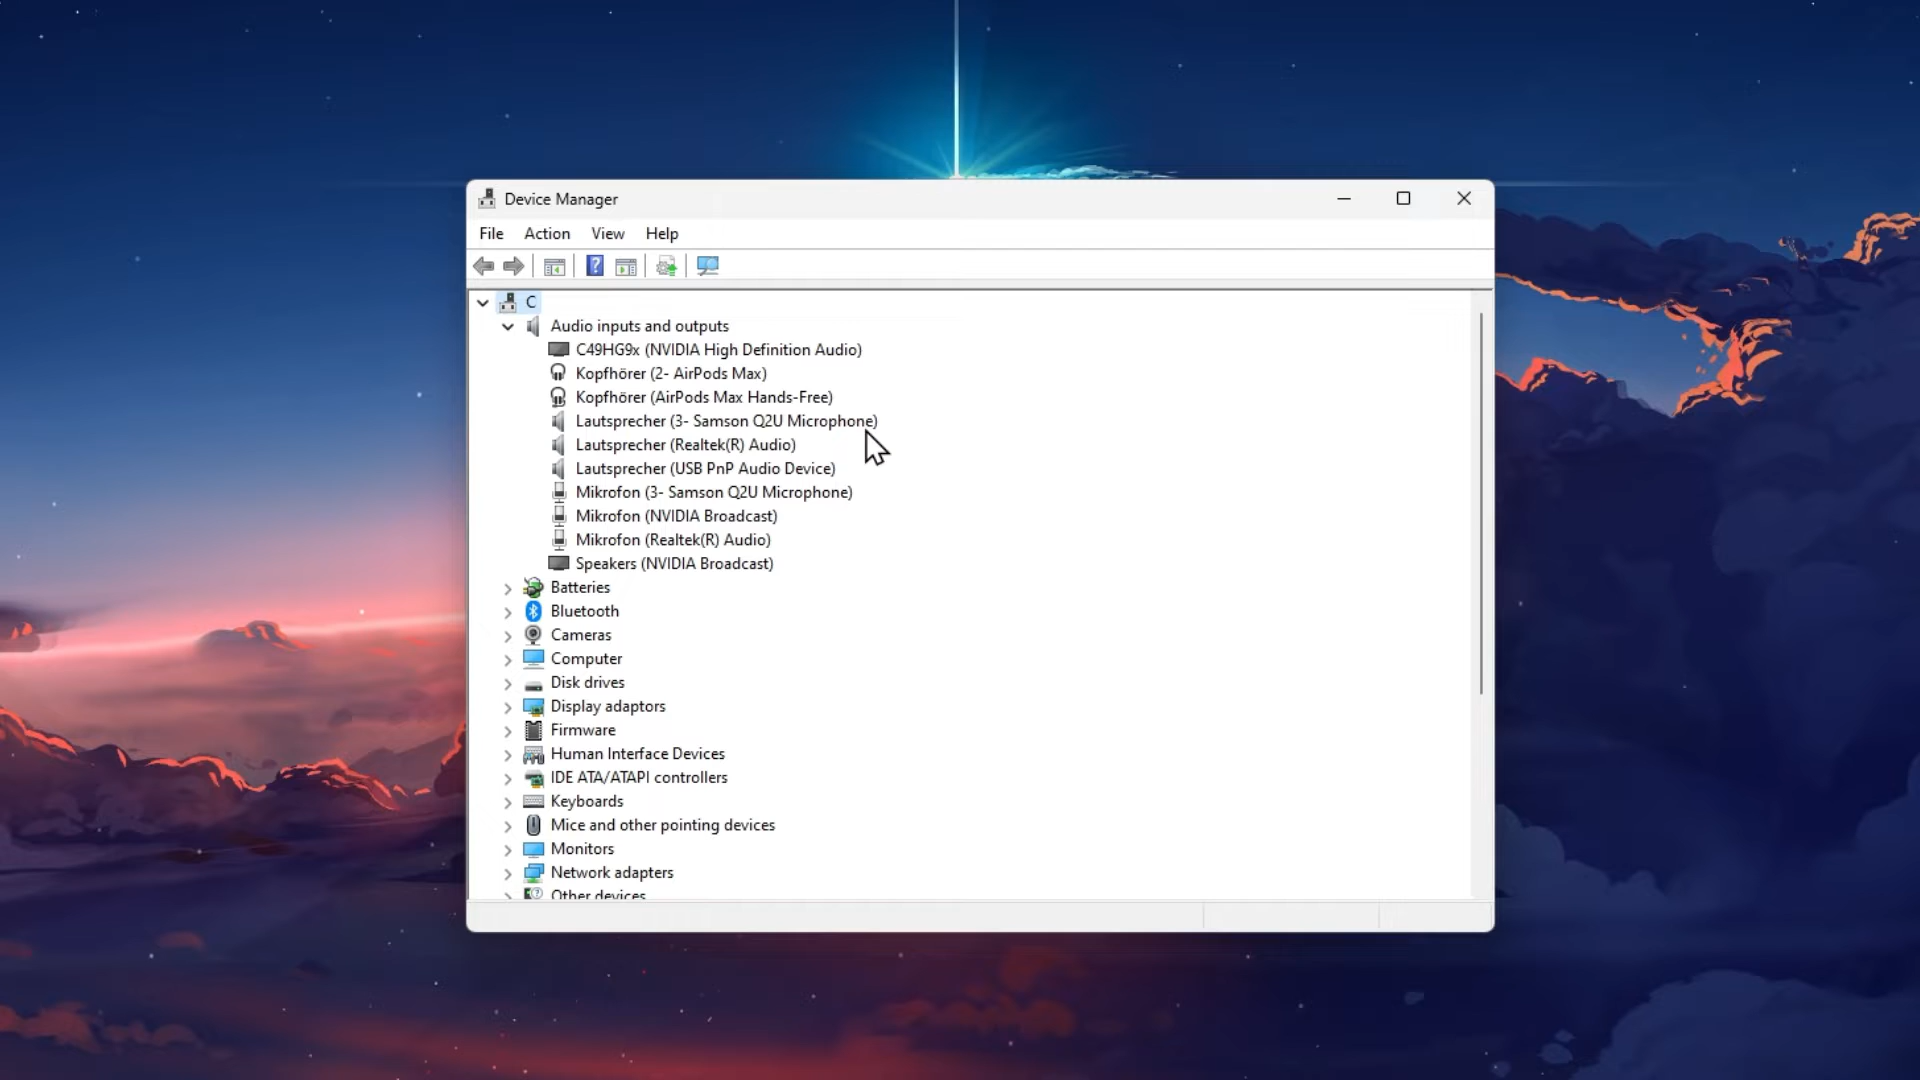 Device Manager
File Action View Help
C
Audio inputs and outputs
C49HG9x (NVIDIA High Definition Audio)
Kopfhörer (2- AirPods Max)
Kopfhörer (AirPods Max Hands-Free)
Lautsprecher (3- Samson Q2U Microphone)
Lautsprecher (Realtek(R) Audio)
Lautsprecher (USB PnP Audio Device)
Mikrofon (3- Samson Q2U Microphone)
Mikrofon (NVIDIA Broadcast)
Mikrofon (Realtek(R) Audio)
Speakers (NVIDIA Broadcast)
Batteries
Bluetooth
Cameras
Computer
Disk drives
Display adaptors
Firmware
Human Interface Devices
IDE ATA/ATAPI controllers
Keyboards
Mice and other pointing devices
Monitors
Network adapters
Other devices